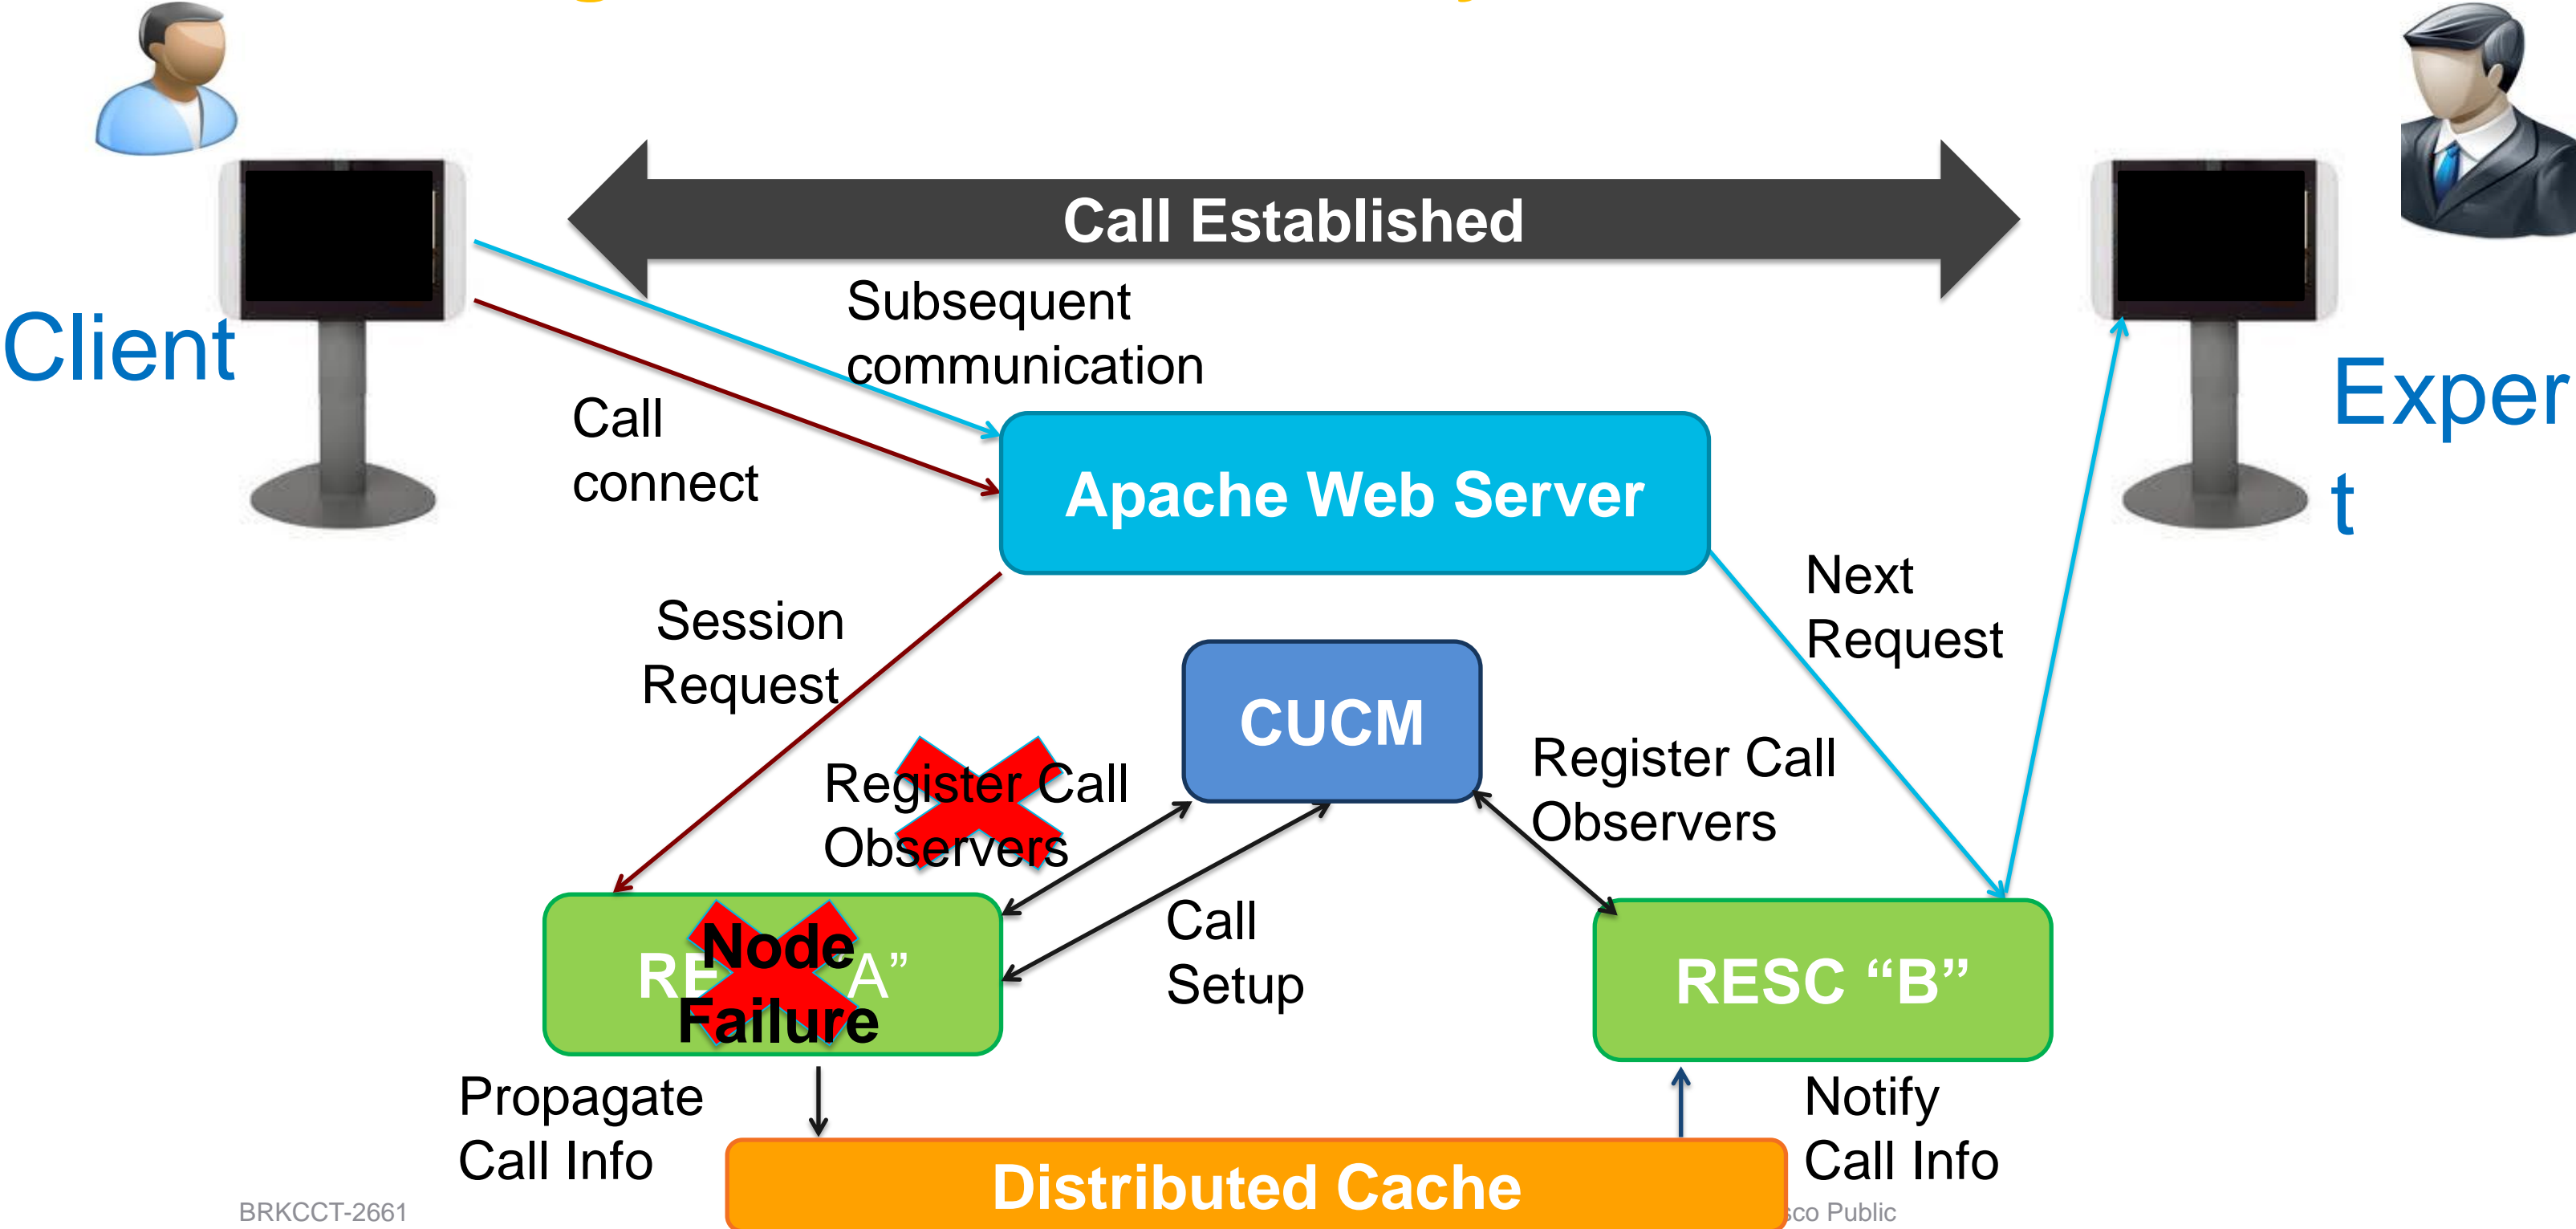 Call Established
Subsequent
communication
Client
Exper
t
Call
connect
Apache Web Server
Next
Request
Session
Request
CUCM
Register Call
Observers
Register Call
Observers
Call
Setup
Node
Failure
A”
RESC “B”
Propagate
Call Info
Notify
Call Info
Distributed Cache
BRKCCT-2661
Public